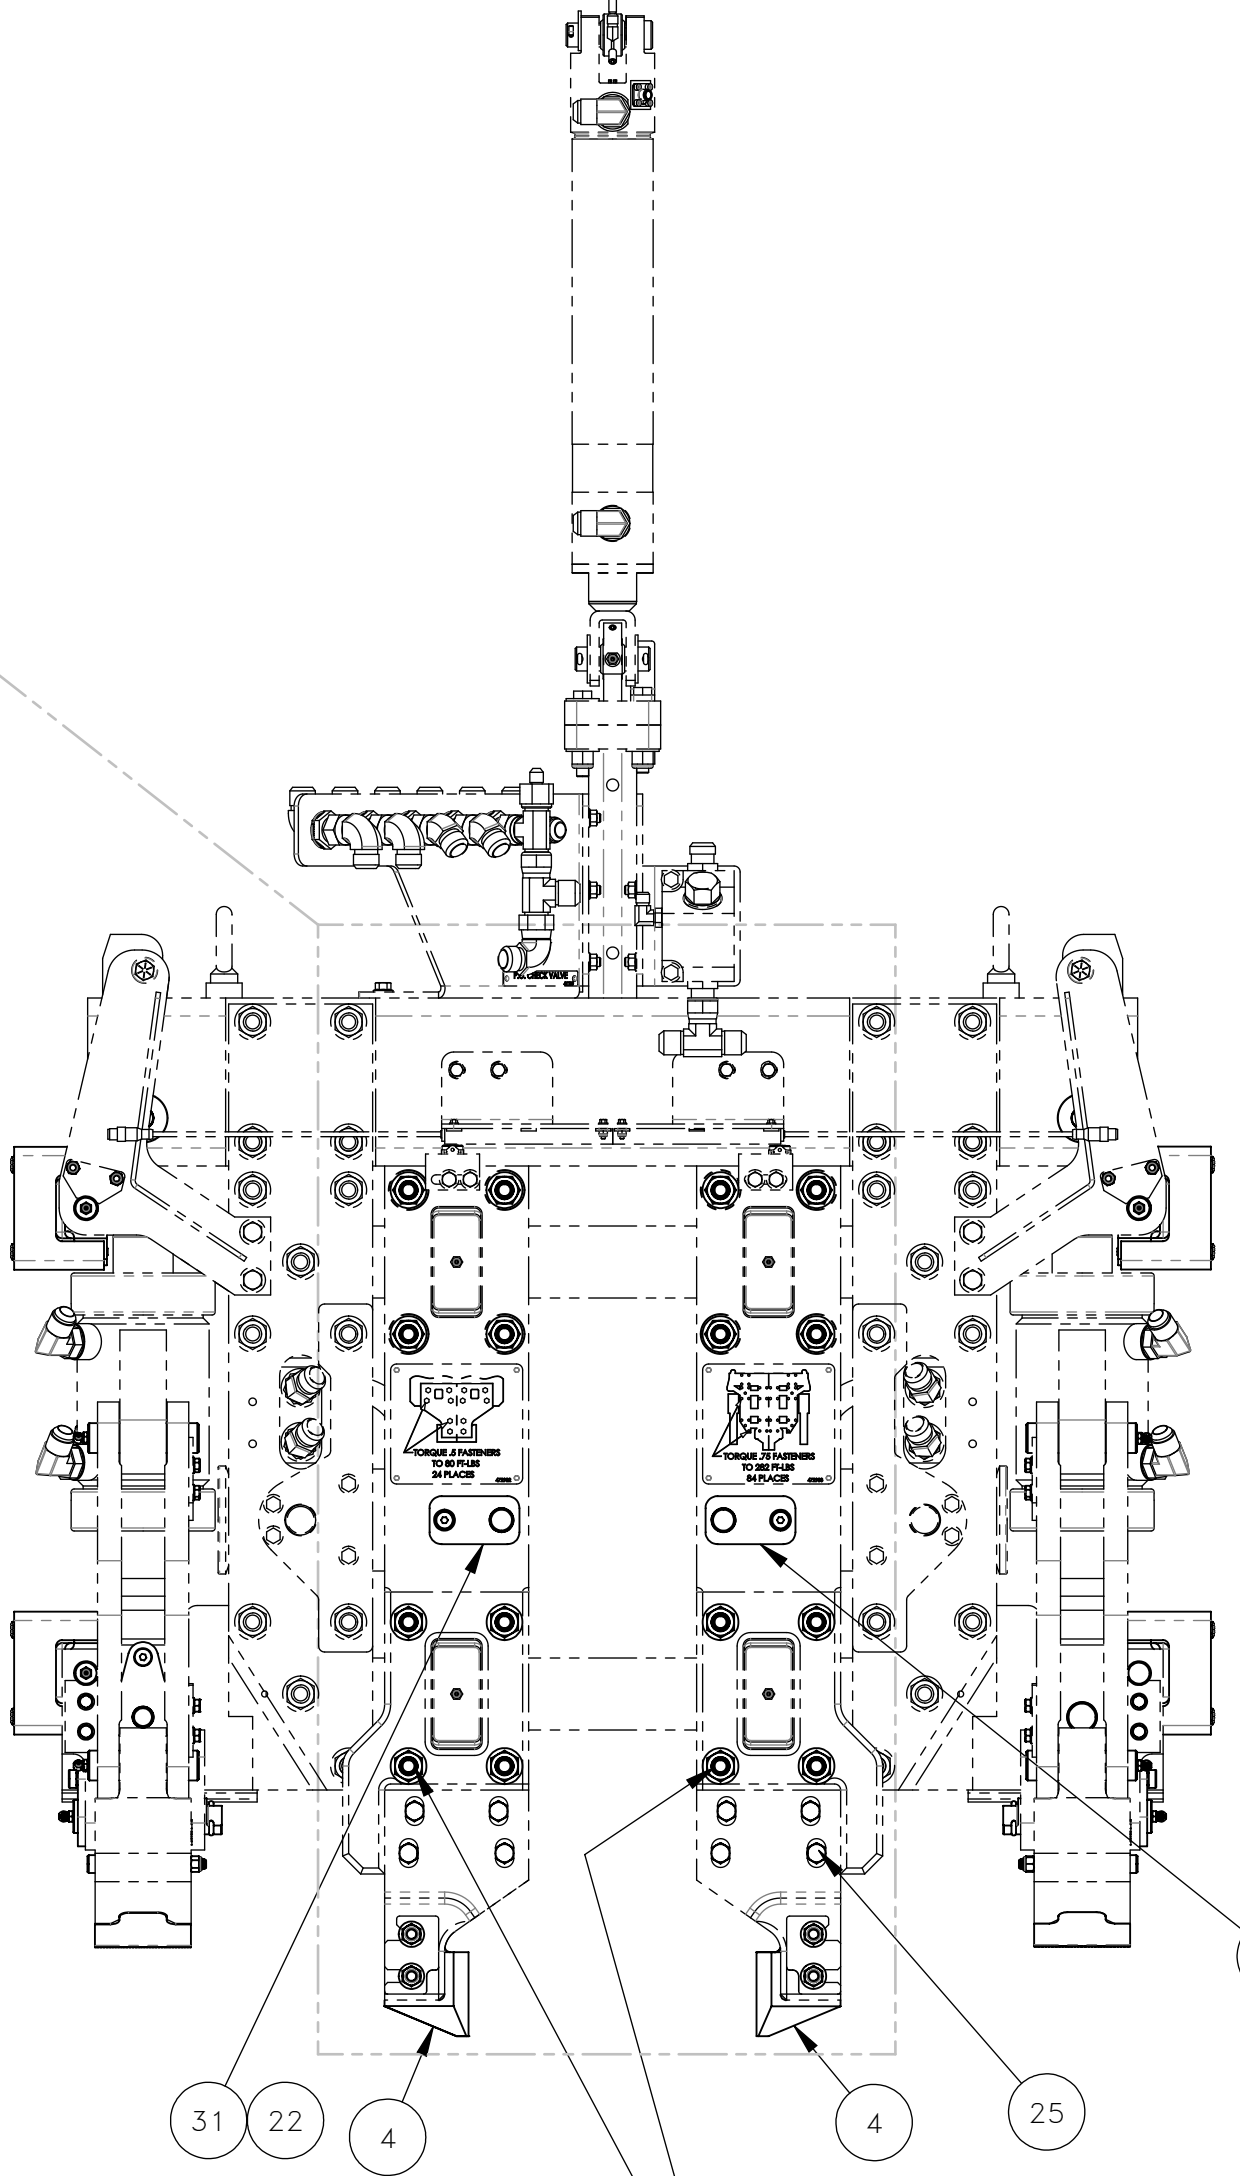 P.O. CHECK VALVE
TORQUE .5 FASTENERS
TO 80 FT-LBS
24 PLACES
TORQUE .75 FASTENERS
TO 282 FT-LBS
84 PLACES
31
22
4
4
25